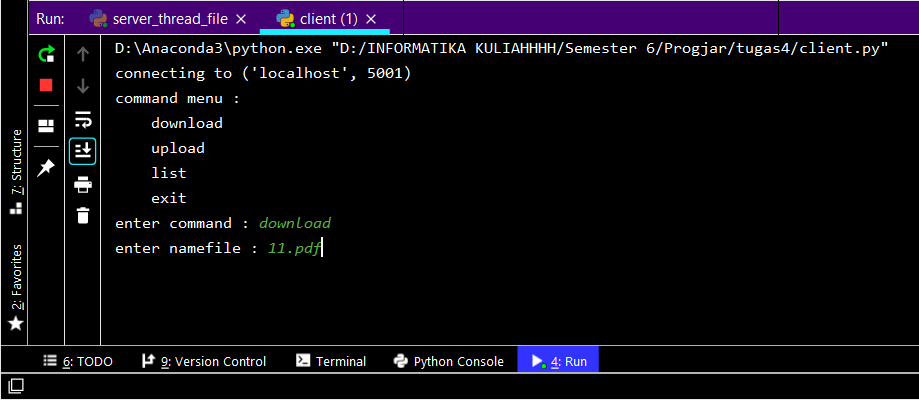 Run: server_thread_file client (1)
D:\Anaconda3\python.exe "D:/INFORMATIKA KULIAHHHH/Semester 6/Progjar/tugas4/client.py"
connecting to ('localhost', 5001)
command menu :
download
upload
list
exit
enter command : download
enter namefile : 11.pdf
7: Structure
2: Favorites
6: TODO 9: Version Control Terminal Python Console 4: Run